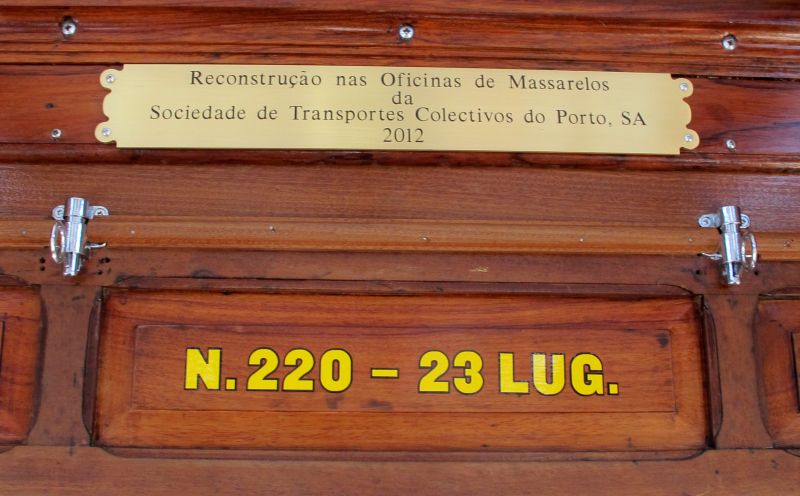 Reconstrução nas Oficinas de Massarelos
da
Sociedade de Transportes Colectivos do Porto, SA
2012
N. 220 - 23 LUG.